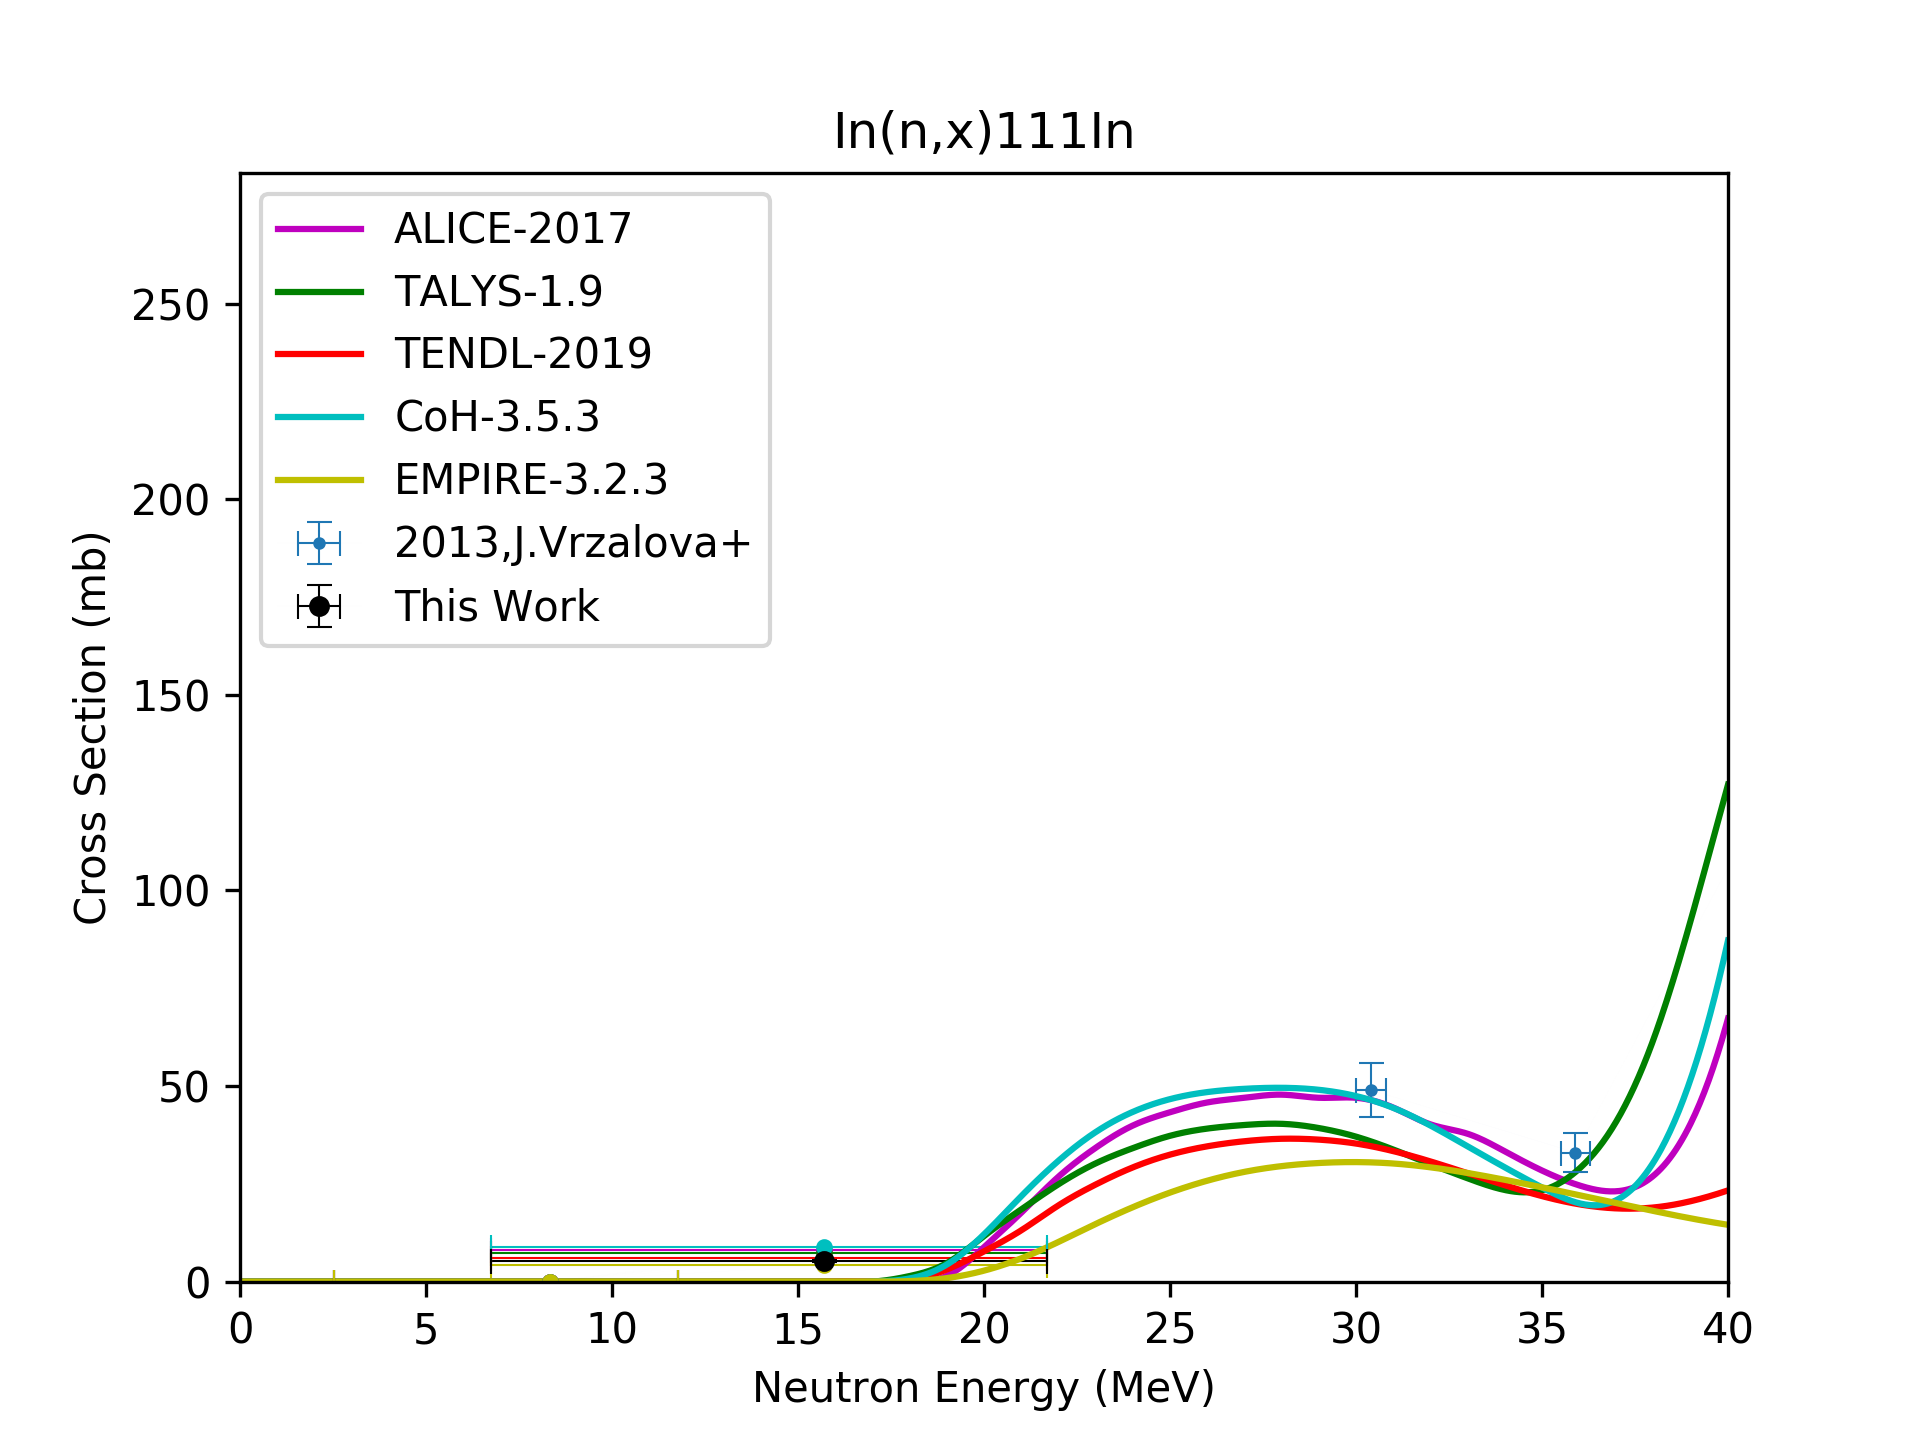 In(n,x)111In
ALICE-2017
TALYS-1.9
TENDL-2019
CoH-3.5.3
EMPIRE-3.2.3
2013,J.Vrzalova+
This Work
Cross Section (mb)
250
200
150
100
50
0
0 5 10 15 20 25 30 35 40
Neutron Energy (MeV)